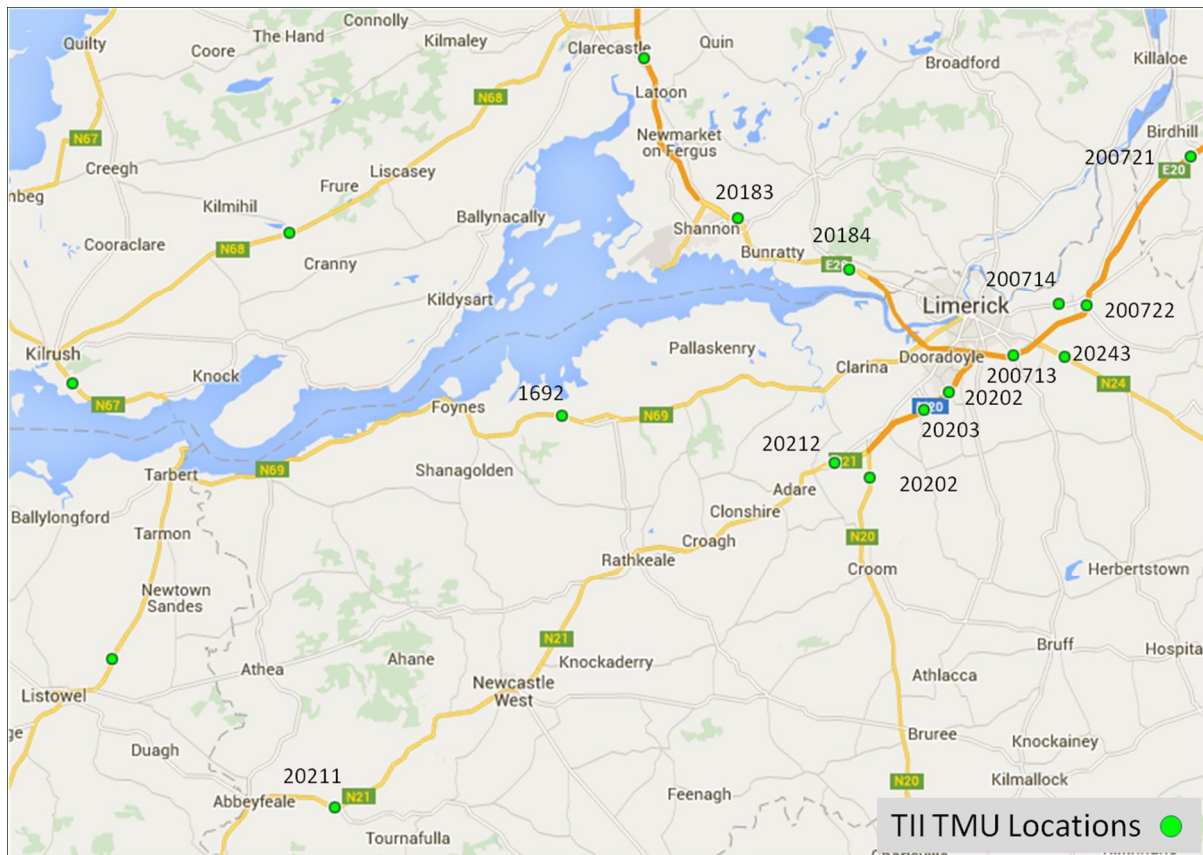 Quilty
Coore
The Hand
Connolly
Kilmaley
Clarecastle
Quin
Broadford
Killaloe
Latoon
N68
N67
Newmarket
on Fergus
Birdhill
200721
E20
Creegh
Liscasey
Frure
Kilmihil
20183
Ballynacally
Shannon
Cooraclare
N68
Cranny
Bunratty
20184
Kildysart
200714
Limerick
200722
Kilrush
Knock
Pallaskenry
Clarina
Dooradoyle
20243
200713
N67
1692
Foynes
N69
N24
20202
20203
20212
Shanagolden
N69
Tarbert
Adare
20202
Ballylongford
Clonshire
Tarmon
Croagh
N20
Rathkeale
Croom
Herbertstown
Newtown
Sandes
N21
Bruff
Hospita
Ahane
Knockaderry
Athea
Athlacca
Listowel
Newcastle
West
Bruree
Duagh
Knockainey
20211
N21
N20
Kilmallock
Abbeyfeale
Feenagh
Tournafulla
TII TMU Locations